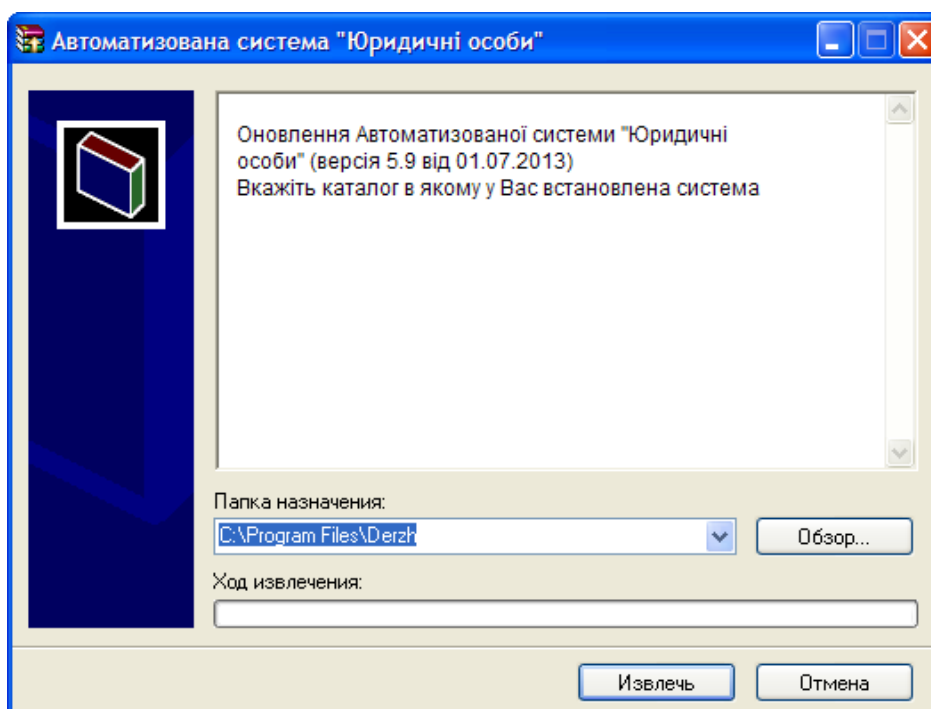 Автоматизована система "Юридичні особи"
Оновлення Автоматизованої системи "Юридичні
особи" (версія 5.9 від 01.07.2013)
Вкажіть каталог в якому у Вас встановлена система
Папка назначения:
C:\Program Files\Derzh
Обзор...
Ход извлечения:
Извлечь
Отмена